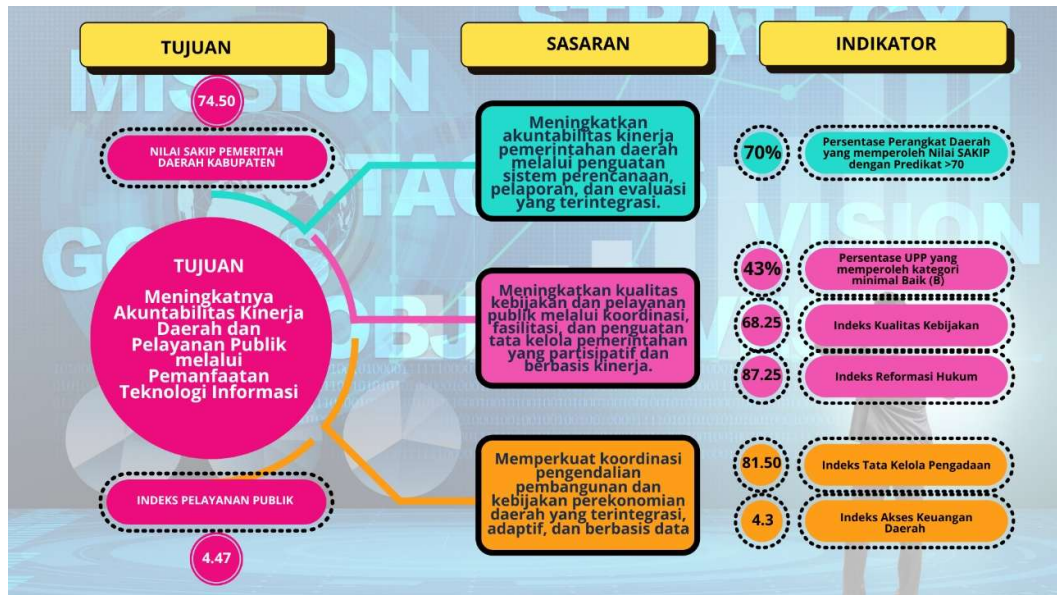 TUJUAN
SASARAN
INDIKATOR
74.50
NILAI SAKIP PEMERITAH
DAERAH KABUPATEN
TUJUAN
Meningkatnya
Akuntabilitas Kinerja
Daerah dan
Pelayanan Publik
melalui
Pemanfaatan
Teknologi Informasi
INDEKS PELAYANAN PUBLIK
4.47
Meningkatkan
akuntabilitas kinerja
pemerintahan daerah
melalui penguatan
sistem perencanaan,
pelaporan, dan evaluasi
yang terintegrasi.
70%
Persentase Perangkat Daerah
yang memperoleh Nilai SAKIP
dengan Predikat >70
Meningkatkan kualitas
kebijakan dan pelayanan
publik melalui koordinasi,
fasilitasi, dan penguatan
tata kelola pemerintahan
yang partisipatif dan
berbasis kinerja.
43%
Persentase UPP yang
memperoleh kategori
minimal Baik (B)
68.25
Indeks Kualitas Kebijakan
87.25
Indeks Reformasi Hukum
Memperkuat koordinasi
pengendalian
pembangunan dan
kebijakan perekonomian
daerah yang terintegrasi,
adaptif, dan berbasis data
81.50
Indeks Tata Kelola Pengadaan
4.3
Indeks Akses Keuangan
Daerah
STRATEGY
MISSION
VISION